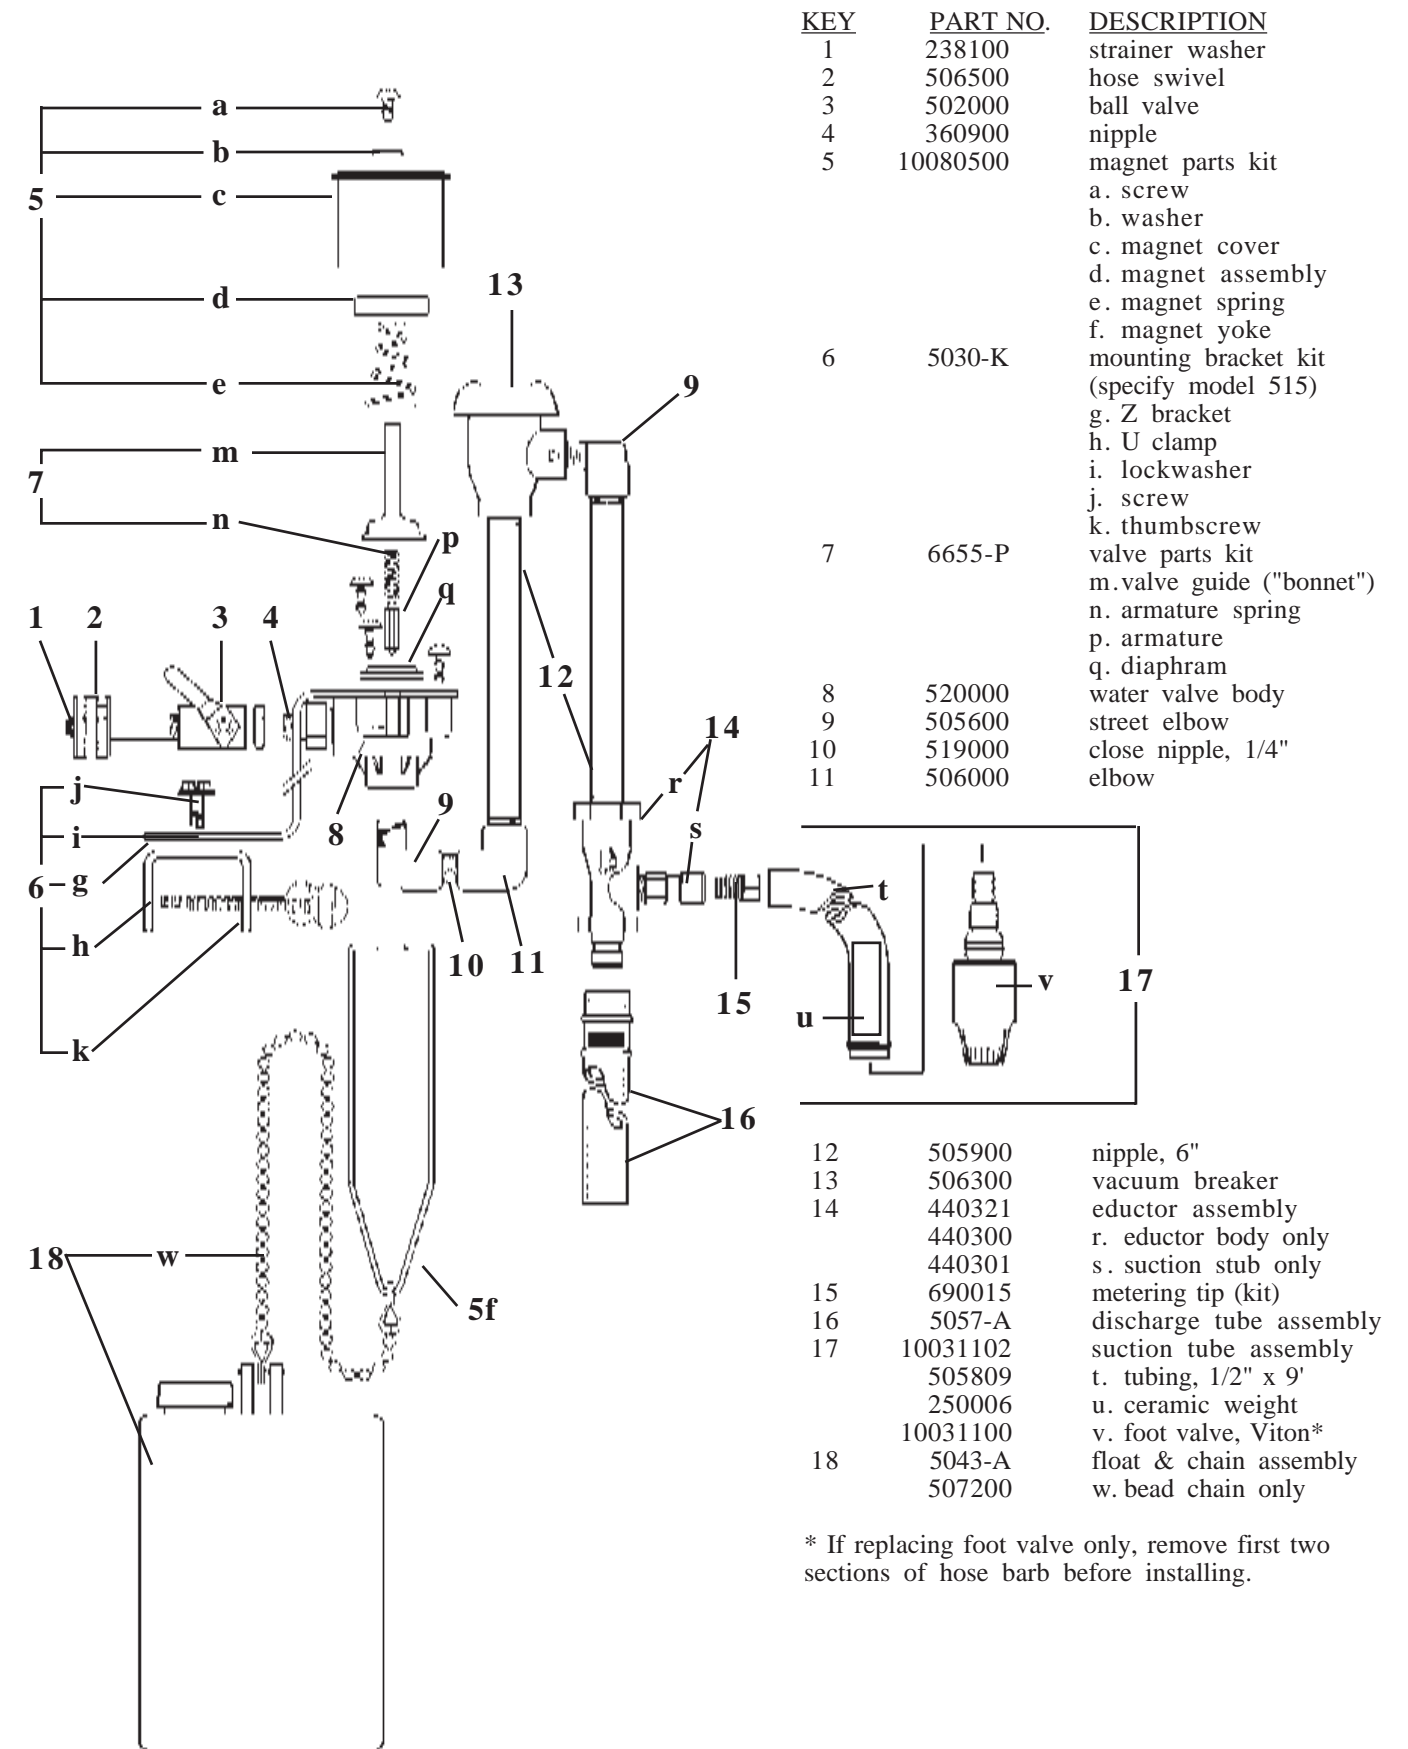 KEY PART NO. DESCRIPTION
1 238100 strainer washer
2 506500 hose swivel
3 502000 ball valve
4 360900 nipple
5 10080500 magnet parts kit
a. screw
b. washer
c. magnet cover
d. magnet assembly
e. magnet spring
f. magnet yoke
6 5030-K mounting bracket kit
(specify model 515)
g. Z bracket
h. U clamp
i. lockwasher
j. screw
k. thumbscrew
7 6655-P valve parts kit
m.valve guide ("bonnet")
n. armature spring
p. armature
q. diaphram
8 520000 water valve body
9 505600 street elbow
10 519000 close nipple, 1/4"
11 506000 elbow
a
b
5 c
d
13
e
9
m
7
n
p
q
1 2 3 4
12
14
j
r
8
9
s
i
6 g
t
h
10 11
15
v
17
u
k
16
18 w
5f
12 505900 nipple, 6"
13 506300 vacuum breaker
14 440321 eductor assembly
440300 r. eductor body only
440301 s. suction stub only
15 690015 metering tip (kit)
16 5057-A discharge tube assembly
17 10031102 suction tube assembly
505809 t. tubing, 1/2" x 9'
250006 u. ceramic weight
10031100 v. foot valve, Viton*
18 5043-A float & chain assembly
507200 w. bead chain only
* If replacing foot valve only, remove first two
sections of hose barb before installing.